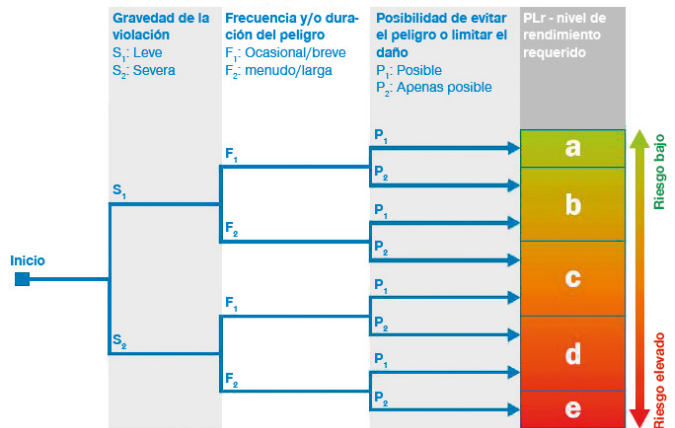 Gravedad de la
violación
S1: Leve
S2: Severa
Frecuencia y/o dura-
ción del peligro
F1: Ocasional/breve
F2: menudo/larga
Posibilidad de evitar
el peligro o limitar el
daño
P1: Posible
P2: Apenas posible
PLr - nivel de
rendimiento
requerido
Inicio
S1
S2
F1
F2
F1
F2
P1
P2
P1
P2
P1
P2
P1
P2
a
b
c
d
e
Riesgo bajo
Riesgo elevado